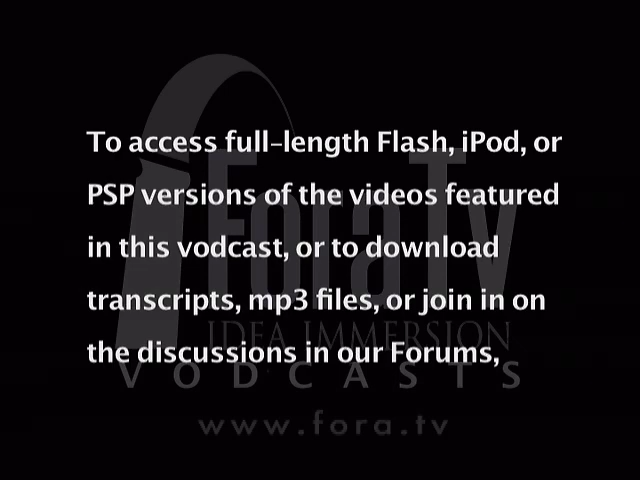 To access full-length Flash, iPod, or
PSP versions of the videos featured
in this vodcast, or to download
transcripts, mp3 files, or join in on
the discussions in our Forums,
ForaTv
IDEA IMMERSION
VODCASTS
www.fora.tv